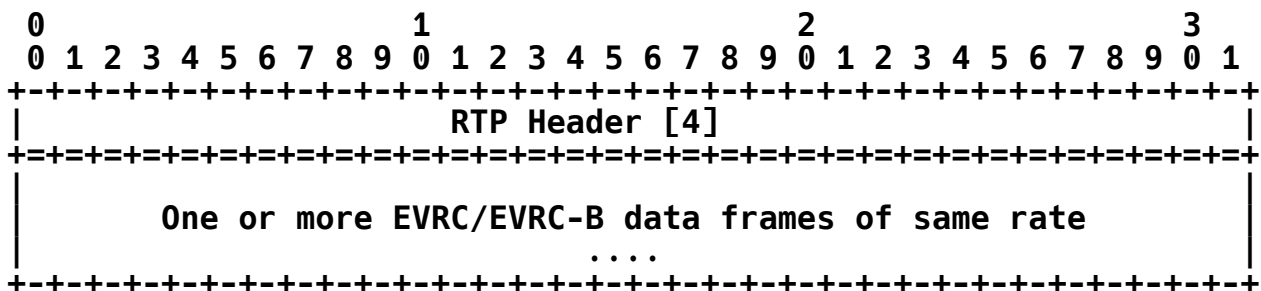 0                   1                   2                   3
 0 1 2 3 4 5 6 7 8 9 0 1 2 3 4 5 6 7 8 9 0 1 2 3 4 5 6 7 8 9 0 1
+-+-+-+-+-+-+-+-+-+-+-+-+-+-+-+-+-+-+-+-+-+-+-+-+-+-+-+-+-+-+-+-+
|                      RTP Header [4]                           |
+=+=+=+=+=+=+=+=+=+=+=+=+=+=+=+=+=+=+=+=+=+=+=+=+=+=+=+=+=+=+=+=+
|                                                               |
|       One or more EVRC/EVRC-B data frames of same rate        |
|                             ....                              |
+-+-+-+-+-+-+-+-+-+-+-+-+-+-+-+-+-+-+-+-+-+-+-+-+-+-+-+-+-+-+-+-+